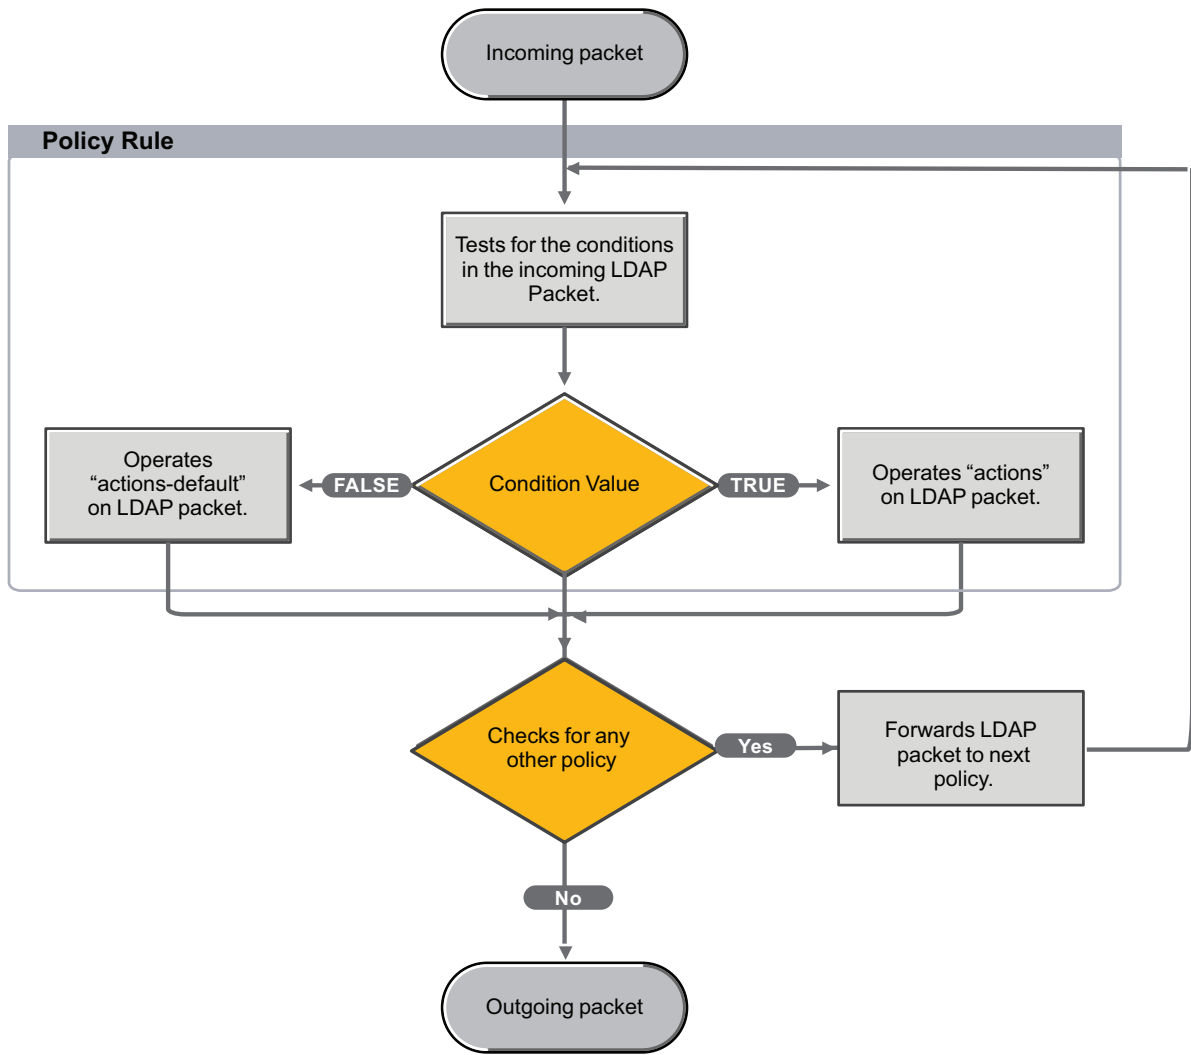 Incoming packet
Policy Rule
Tests for the conditions
in the incoming LDAP
Packet.
Operates
“actions-default”
on LDAP packet.
FALSE
Condition Value
TRUE
Operates “actions”
on LDAP packet.
Checks for any
other policy
Yes
Forwards LDAP
packet to next
policy.
No
Outgoing packet